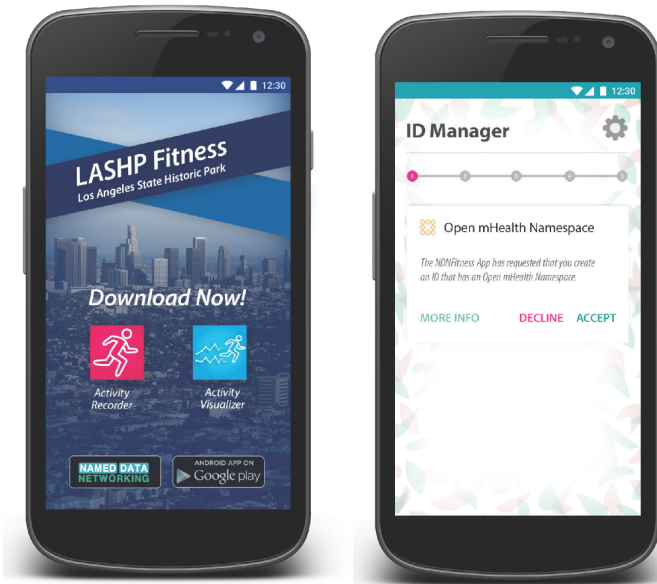 12:30
LASHP Fitness
Los Angeles State Historic Park
Download Now!
Activity
Recorder
Activity
Visualizer
NAMED DATA
NETWORKING
ANDROID APP ON
Google play
12:30
ID Manager
1 2 3 4 5
Open mHealth Namespace
The NDNFitness App has requested that you create
an ID that has an Open mHealth Namespace.
MORE INFO DECLINE ACCEPT